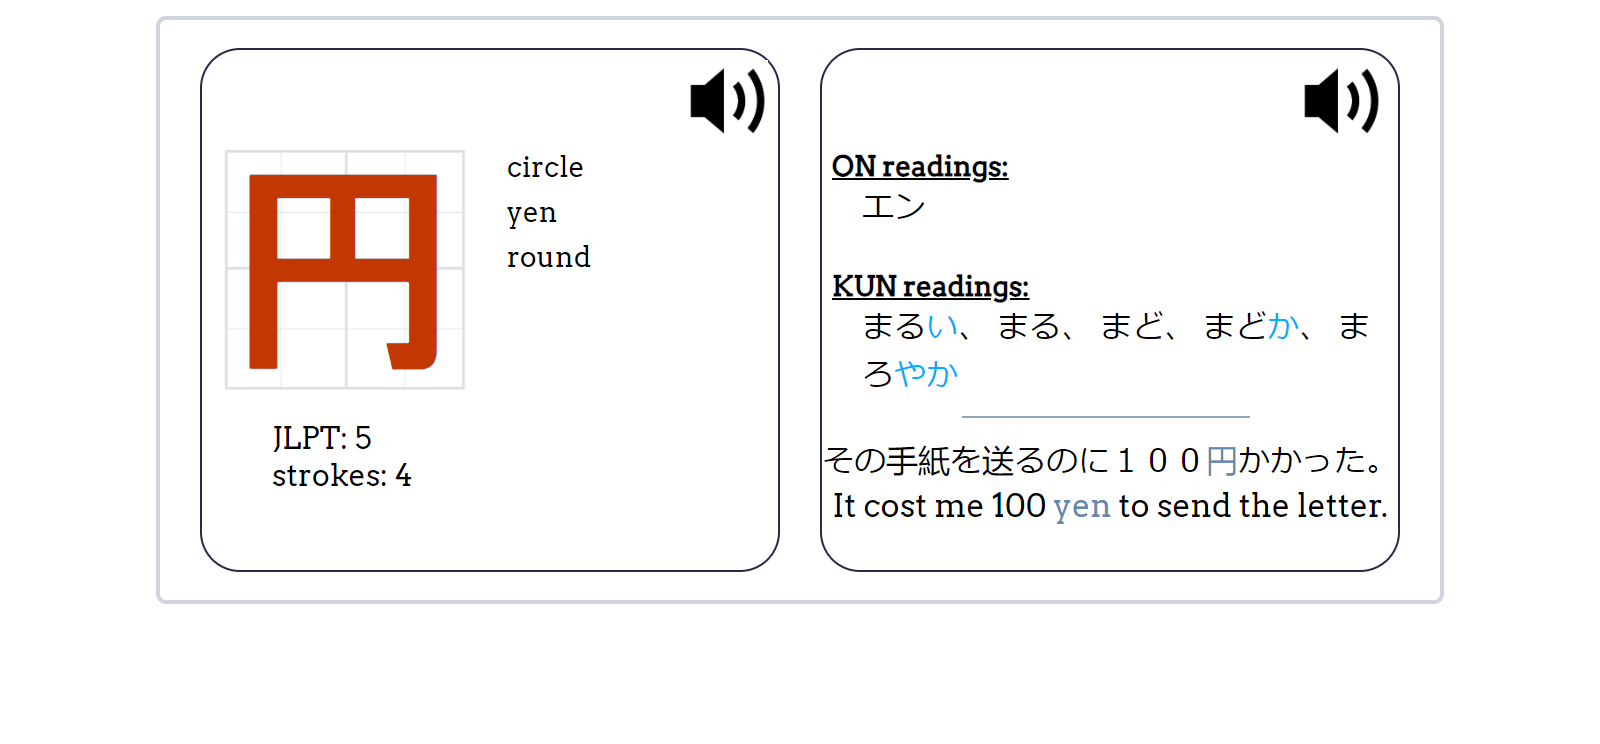 円
circle
yen
round
JLPT: 5
strokes: 4
ON readings:
エン
KUN readings:
まるい、 まる、 まど、 まどか、 ま
ろやか
その手紙を送るのに１００円かかった。
It cost me 100 yen to send the letter.